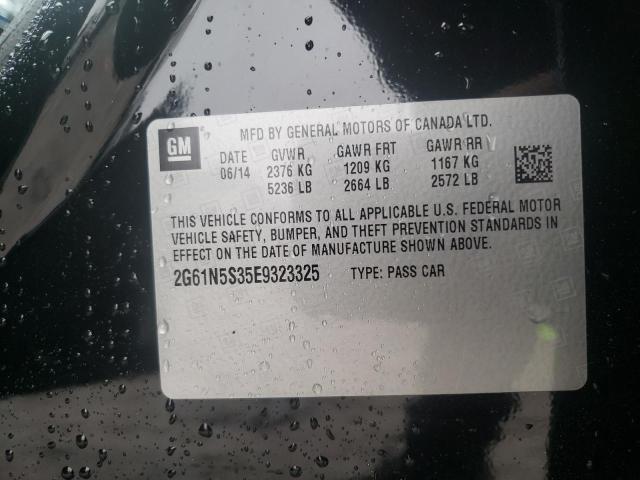 GM
MFD BY GENERAL MOTORS OF CANADA LTD.
DATE GVWR GAWR FRT GAWR RR
06/14 2376 KG 1209 KG 1167 KG
5236 LB 2664 LB 2572 LB
THIS VEHICLE CONFORMS TO ALL APPLICABLE U.S. FEDERAL MOTOR
VEHICLE SAFETY, BUMPER, AND THEFT PREVENTION STANDARDS IN
EFFECT ON THE DATE OF MANUFACTURE SHOWN ABOVE.
2G61N5S35E9323325 TYPE: PASS CAR